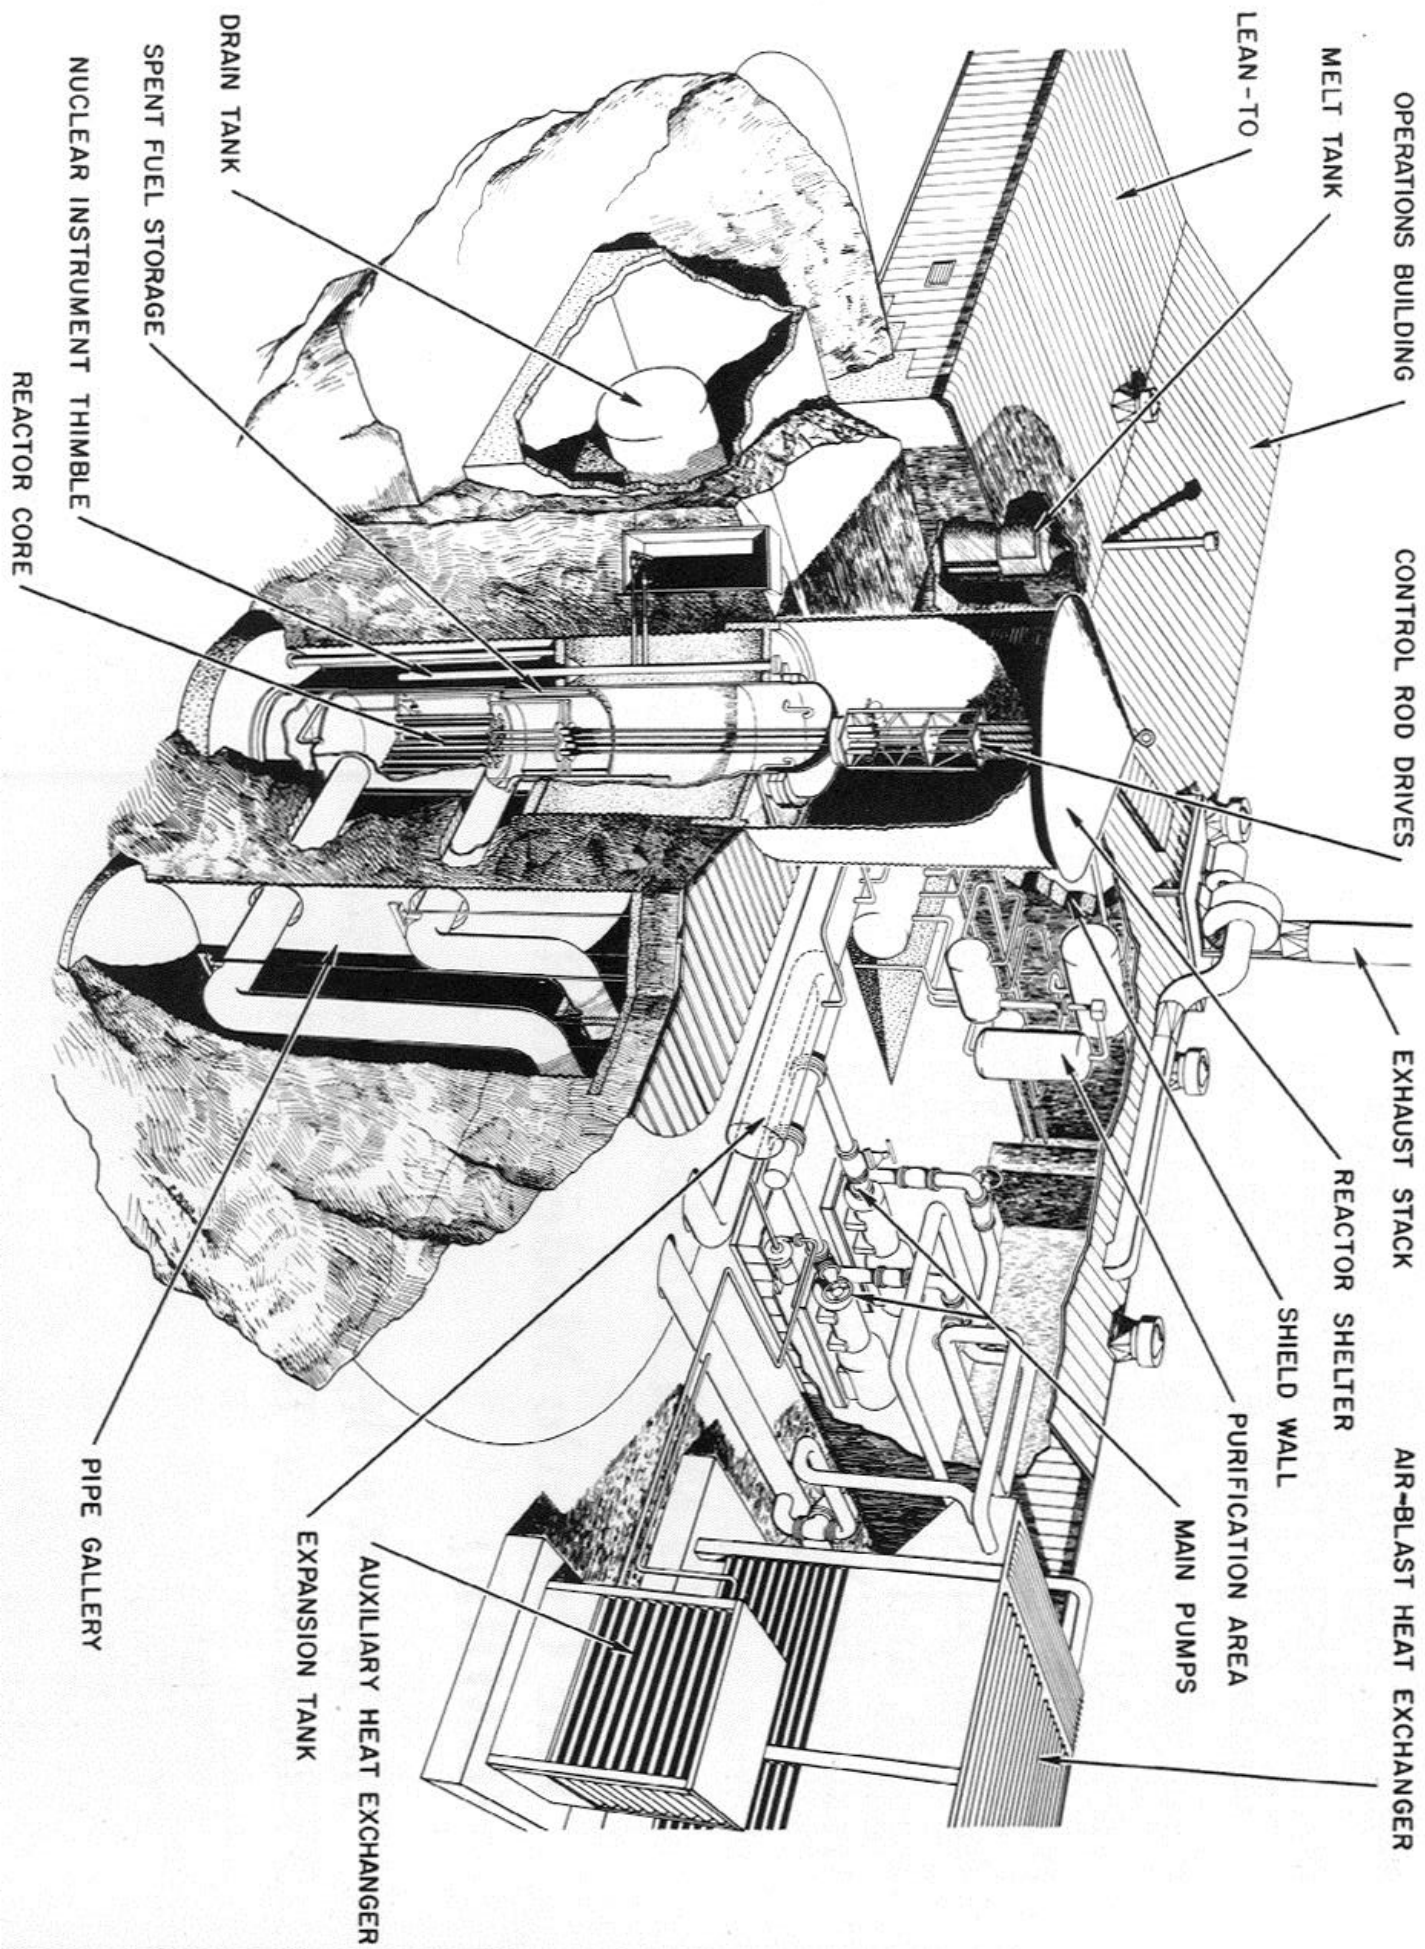 OPERATIONS BUILDING
CONTROL ROD DRIVES
EXHAUST STACK
AIR-BLAST HEAT EXCHANGER
MELT TANK
REACTOR SHELTER
LEAN-TO
SHIELD WALL
PURIFICATION AREA
MAIN PUMPS
DRAIN TANK
SPENT FUEL STORAGE
NUCLEAR INSTRUMENT THIMBLE
REACTOR CORE
PIPE GALLERY
EXPANSION TANK
AUXILIARY HEAT EXCHANGER